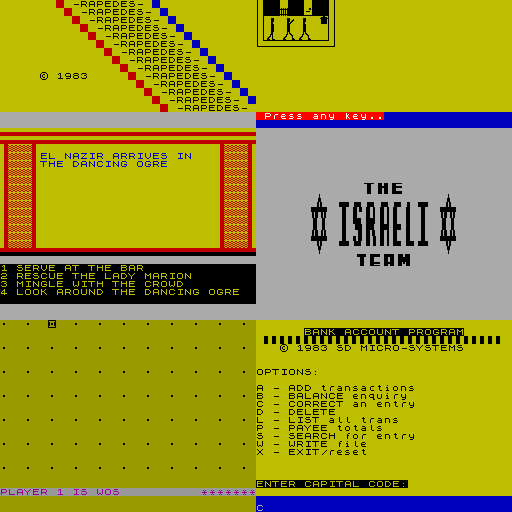 -RAPEDES-
-RAPEDES-
-RAPEDES-
-RAPEDES-
-RAPEDES-
-RAPEDES-
-RAPEDES-
-RAPEDES-
© 1983
-RAPEDES-
-RAPEDES-
-RAPEDES-
-RAPEDES-
-RAPEDES-
Press any key..
EL NAZIR ARRIVES IN
THE DANCING OGRE
1 SERVE AT THE BAR
2 RESCUE THE LADY MARION
3 MINGLE WITH THE CROWD
4 LOOK AROUND THE DANCING OGRE
THE
ISRAELI
TEAM
PLAYER 1 IS WOS *******
BANK ACCOUNT PROGRAM
© 1983 SD MICRO-SYSTEMS
OPTIONS:
A - ADD transactions
B - BALANCE enquiry
C - CORRECT an entry
D - DELETE
L - LIST all trans
P - PAYEE totals
S - SEARCH for entry
W - WRITE file
X - EXIT/reset
ENTER CAPITAL CODE:
C